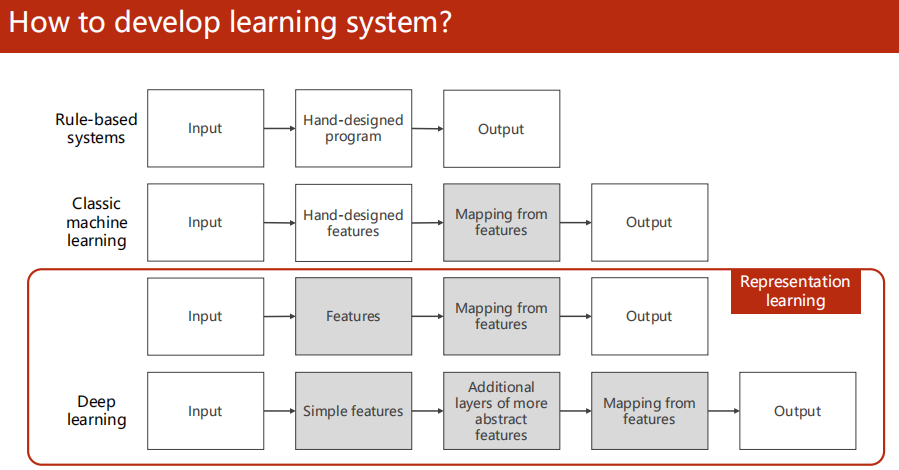 How to develop learning system?
Rule-based
systems
Input
Hand-designed
program
Output
Classic
machine
learning
Input
Hand-designed
features
Mapping from
features
Output
Representation
learning
Input
Features
Mapping from
features
Output
Deep
learning
Input
Simple features
Additional
layers of more
abstract
features
Mapping from
features
Output